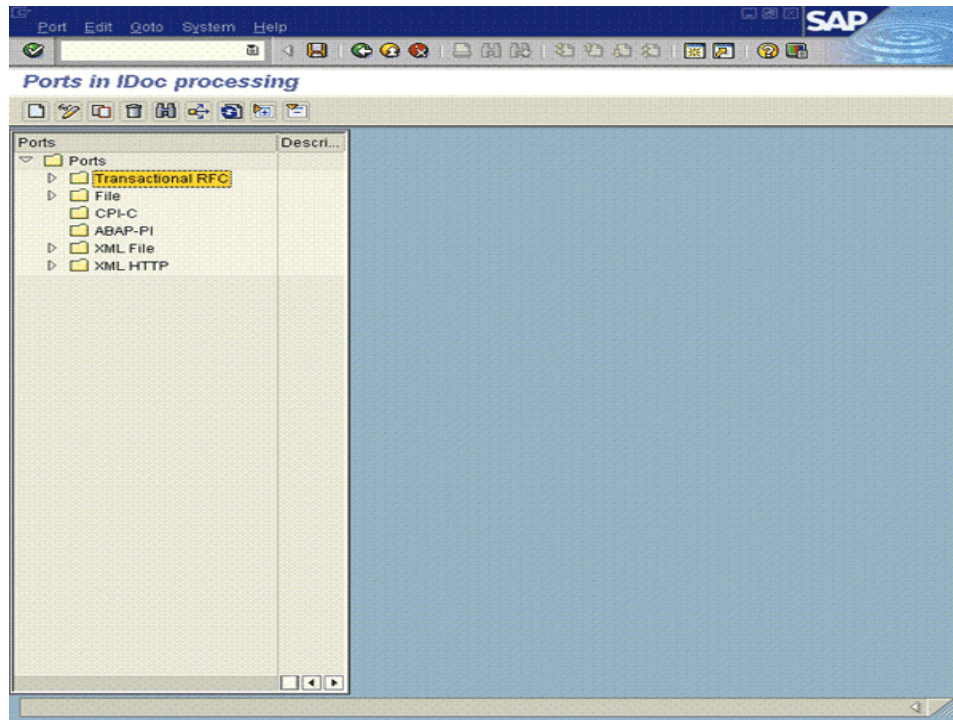 Port Edit Goto System Help
SAP
Ports in IDoc processing
Ports Descri...
Ports
Transactional RFC
File
CPI-C
ABAP-PI
XML File
XML HTTP